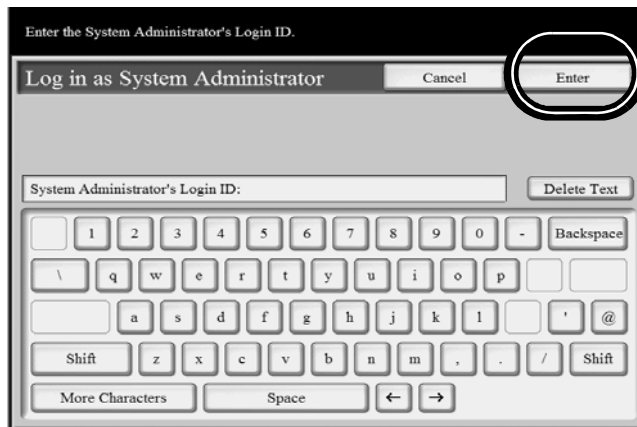 Enter the System Administrator's Login ID.
Log in as System Administrator Cancel Enter
System Administrator's Login ID: Delete Text
1 2 3 4 5 6 7 8 9 0 - Backspace
\ q w e r t y u i o p
a s d f g h j k l ' @
Shift z x c v b n m , . / Shift
More Characters Space ← →